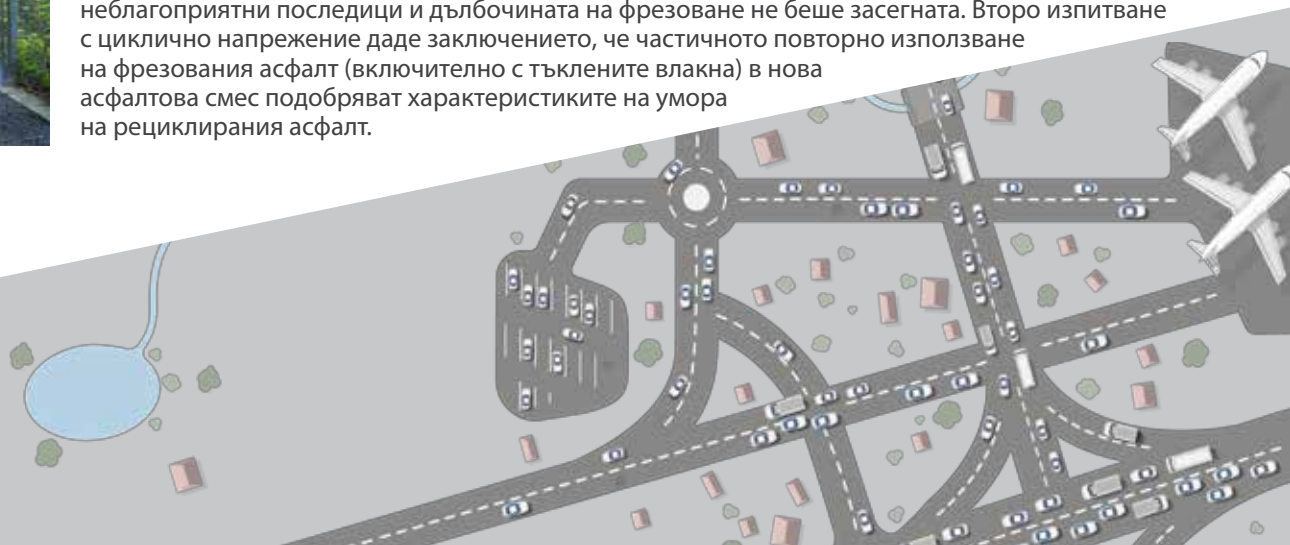 неблагоприятни последици и дълбочината на фрезоване не беше засегната. Второ изпитване
с циклично напрежение даде заключението, че частичното повторно използване
на фрезования асфалт (включително с тъклените влакна) в нова
асфалтова смес подобряват характеристиките на умора
на рециклирания асфалт.